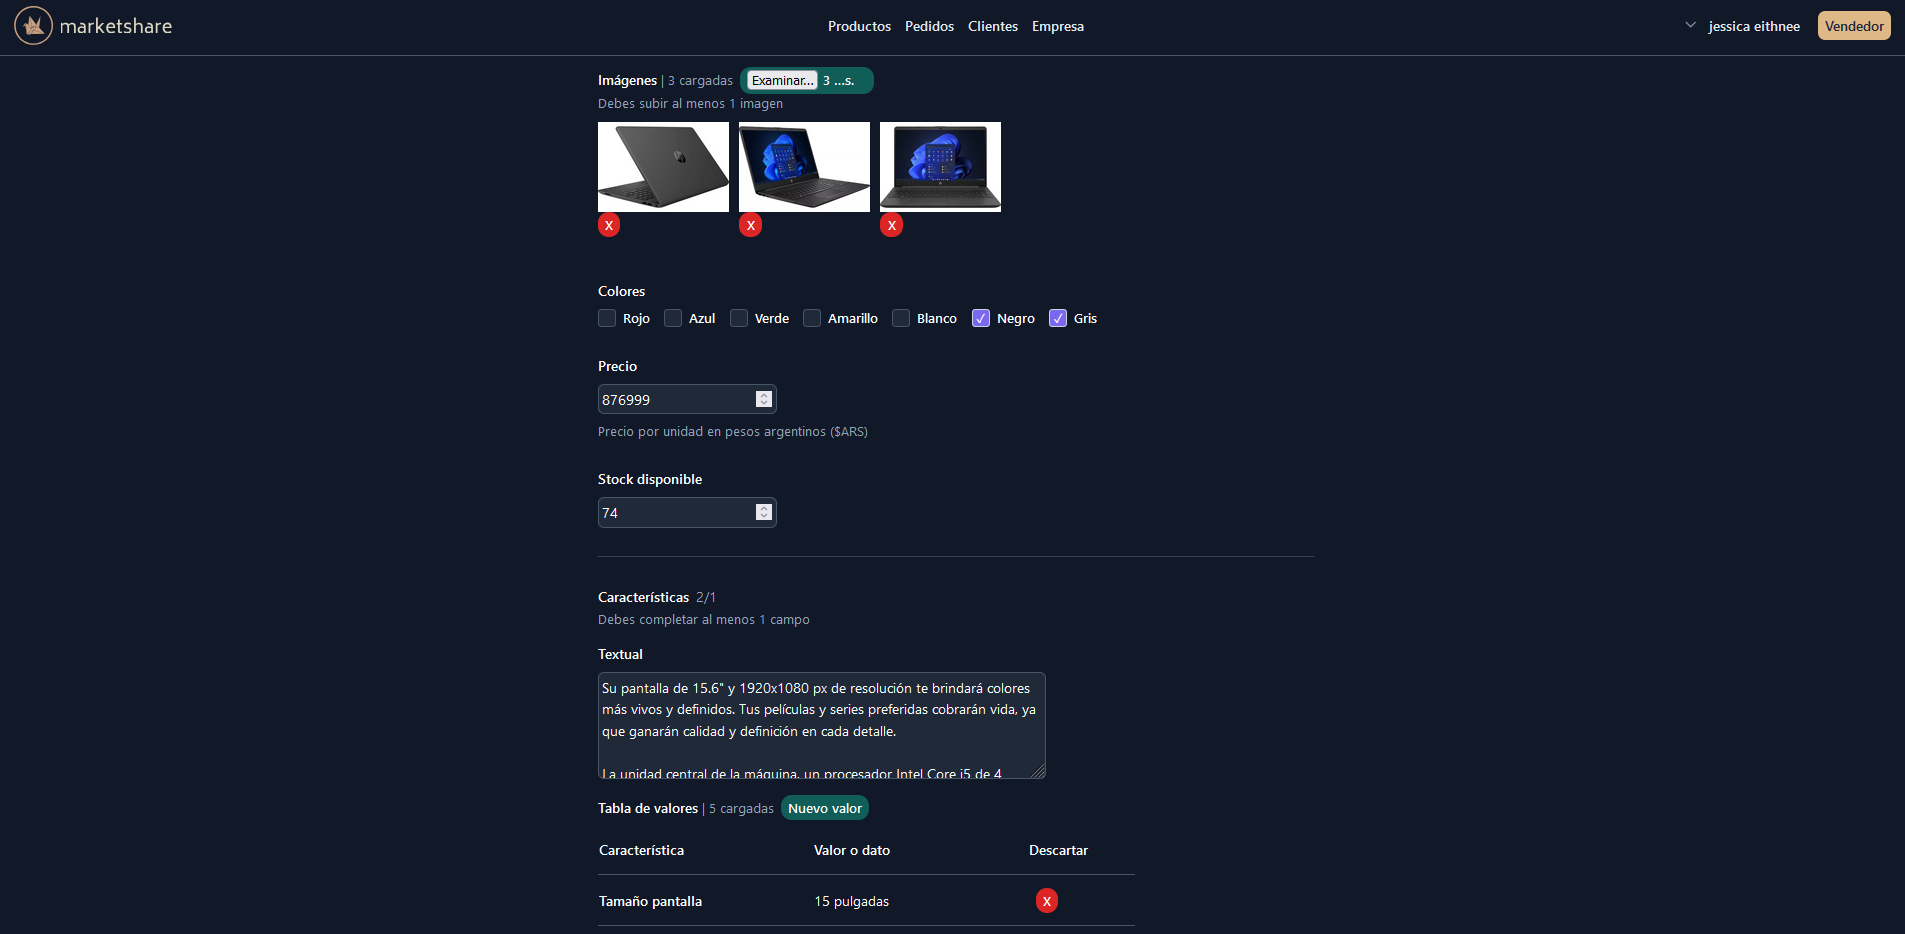 marketshare
Productos Pedidos Clientes Empresa
jessica eithnee Vendedor
Imágenes | 3 cargadas Examinar... 3 ...s.
Debes subir al menos 1 imagen
X X X
Colores
Rojo Azul Verde Amarillo Blanco Negro Gris
Precio
876999
Precio por unidad en pesos argentinos ($ARS)
Stock disponible
74
Características 2/1
Debes completar al menos 1 campo
Textual
Su pantalla de 15.6" y 1920x1080 px de resolución te brindará colores
más vivos y definidos. Tus películas y series preferidas cobrarán vida, ya
que ganarán calidad y definición en cada detalle.
La unidad central de la máquina, un procesador Intel Core i5 de 4
Tabla de valores | 5 cargadas Nuevo valor
Característica Valor o dato Descartar
Tamaño pantalla 15 pulgadas X